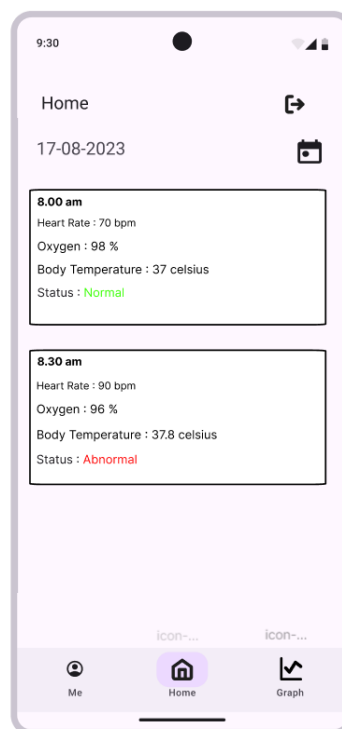 9:30
Home
17-08-2023
8.00 am
Heart Rate : 70 bpm
Oxygen : 98 %
Body Temperature : 37 celsius
Status : Normal
8.30 am
Heart Rate : 90 bpm
Oxygen : 96 %
Body Temperature : 37.8 celsius
Status : Abnormal
icon-... icon-...
Me Home Graph